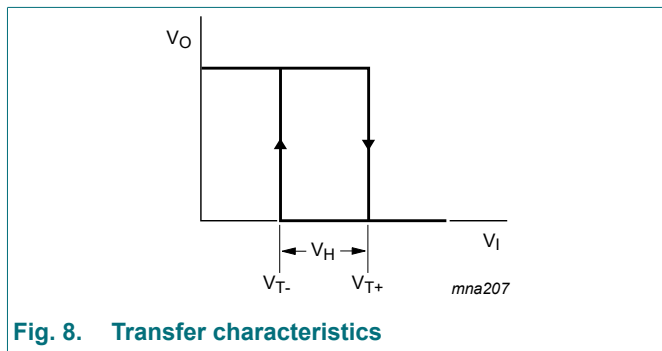 VO
VH
VI
VT-
VT+
mna207
Fig. 8. Transfer characteristics